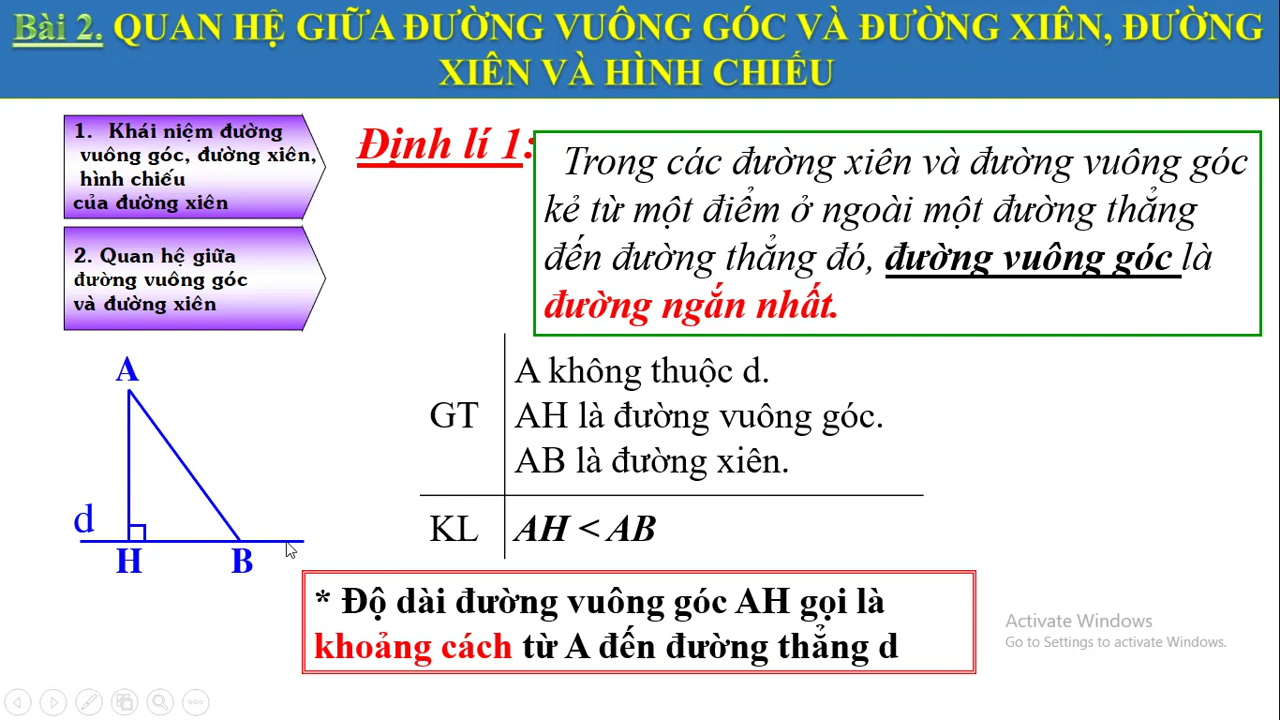 Bài 2. QUAN HỆ GIỮA ĐƯỜNG VUÔNG GÓC VÀ ĐƯỜNG XIÊN, ĐƯỜNG
XIÊN VÀ HÌNH CHIẾU
1. Khái niệm đường
vuông góc, đường xiên,
hình chiếu
của đường xiên
2. Quan hệ giữa
đường vuông góc
và đường xiên
Định lí 1:
Trong các đường xiên và đường vuông góc
kẻ từ một điểm ở ngoài một đường thẳng
đến đường thẳng đó, đường vuông góc là
đường ngắn nhất.
A
d
H
B
GT
A không thuộc d.
AH là đường vuông góc.
AB là đường xiên.
KL
AH < AB
* Độ dài đường vuông góc AH gọi là
khoảng cách từ A đến đường thẳng d
Activate Windows
Go to Settings to activate Windows.